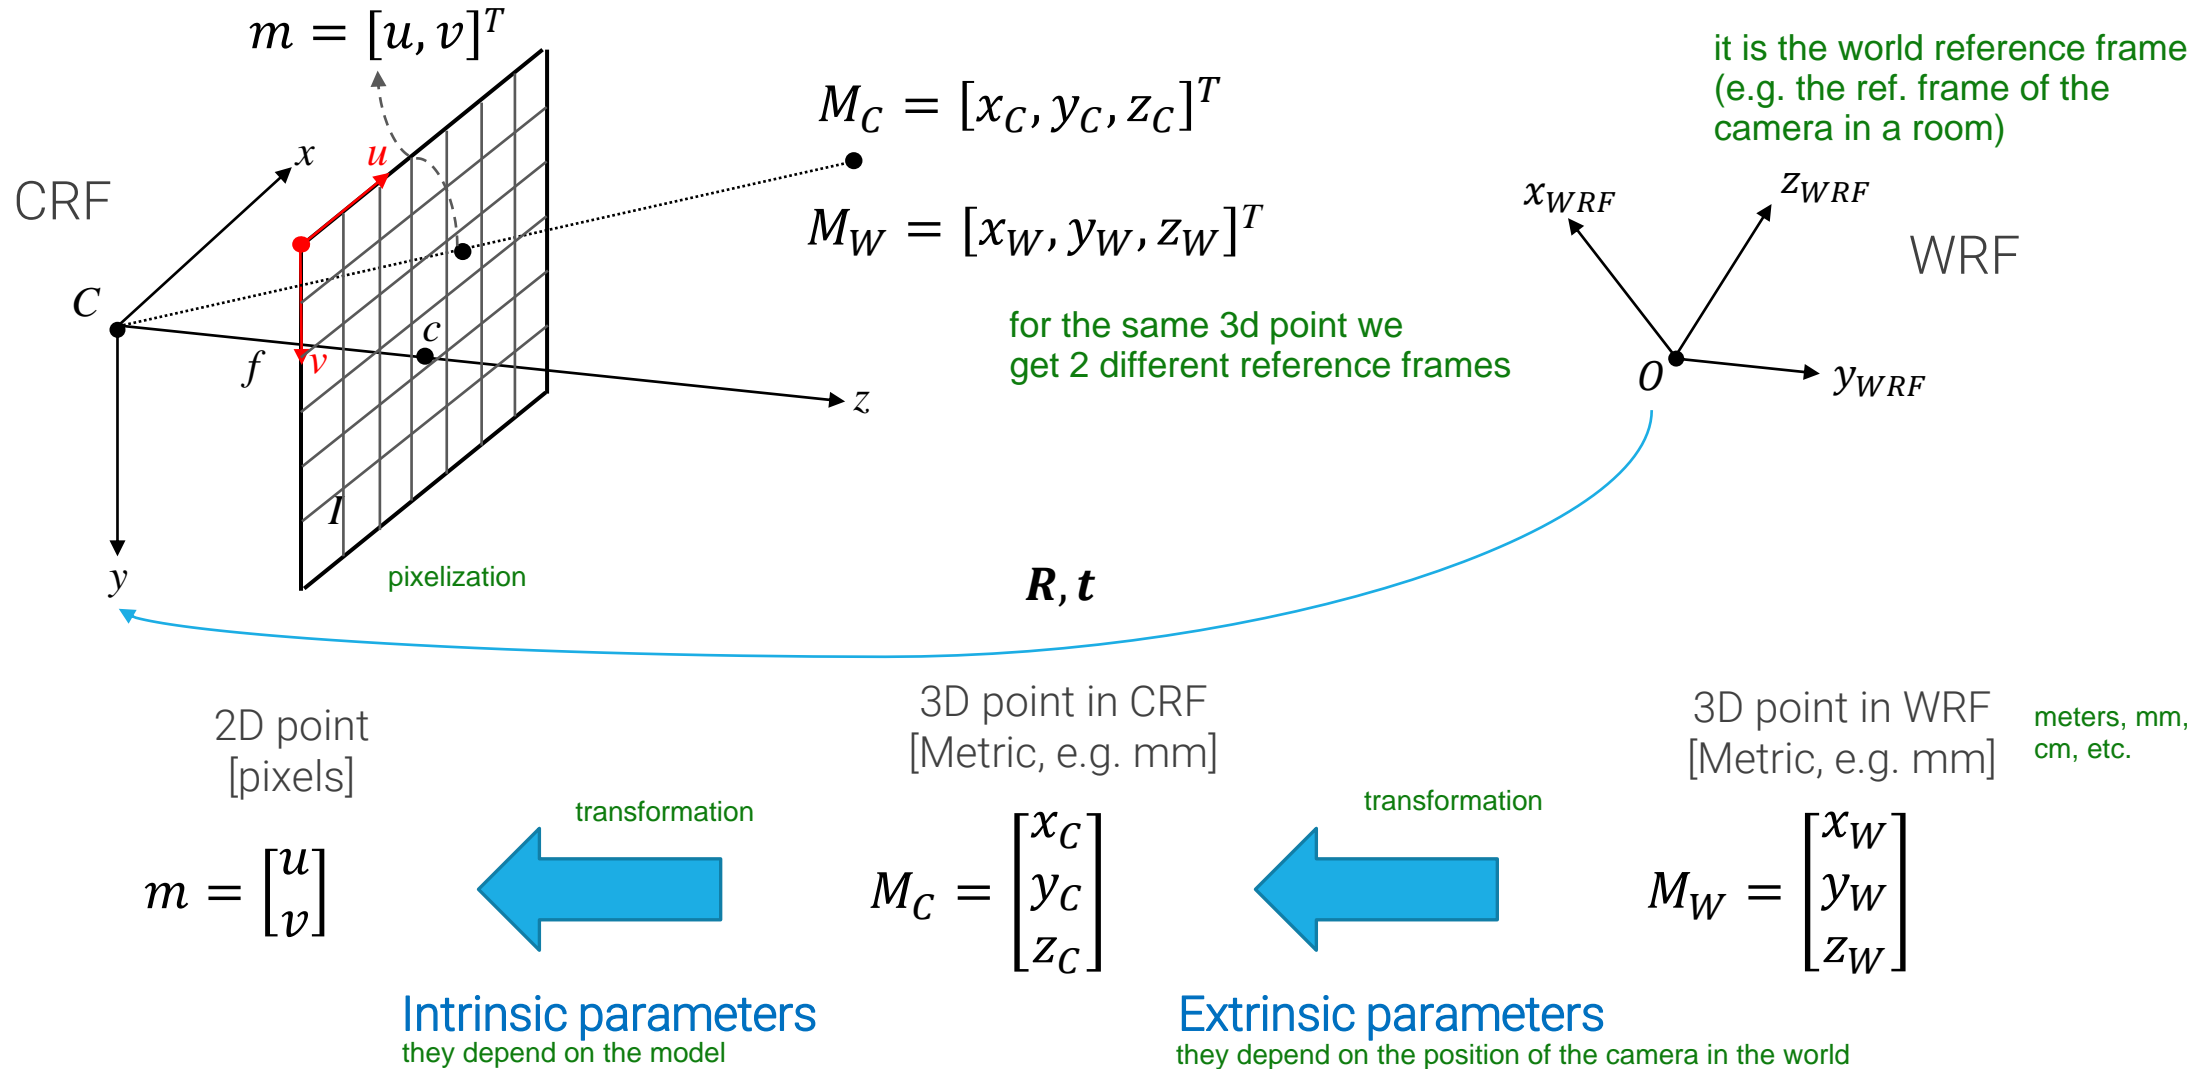 m = [u, v]^T
it is the world reference frame
(e.g. the ref. frame of the
camera in a room)
M_C = [x_C, y_C, z_C]^T
x
u
CRF
x_WRF
z_WRF
M_W = [x_W, y_W, z_W]^T
WRF
C
c
for the same 3d point we
get 2 different reference frames
f
v
O
y_WRF
z
I
y
pixelization
R, t
2D point
[pixels]
3D point in CRF
[Metric, e.g. mm]
3D point in WRF
[Metric, e.g. mm]
meters, mm,
cm, etc.
transformation
transformation
m = [u v]
M_C = [x_C y_C z_C]
M_W = [x_W y_W z_W]
Intrinsic parameters
they depend on the model
Extrinsic parameters
they depend on the position of the camera in the world